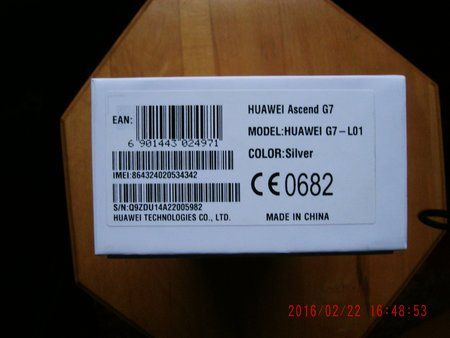 HUAWEI Ascend G7
EAN:
6 901443 024971
MODEL:HUAWEI G7-L01
COLOR:Silver
IMEI:864324020534342
CE0682
S/N:Q9ZDU14A22005982
HUAWEI TECHNOLOGIES CO., LTD.
MADE IN CHINA
2016/02/22 16:48:53